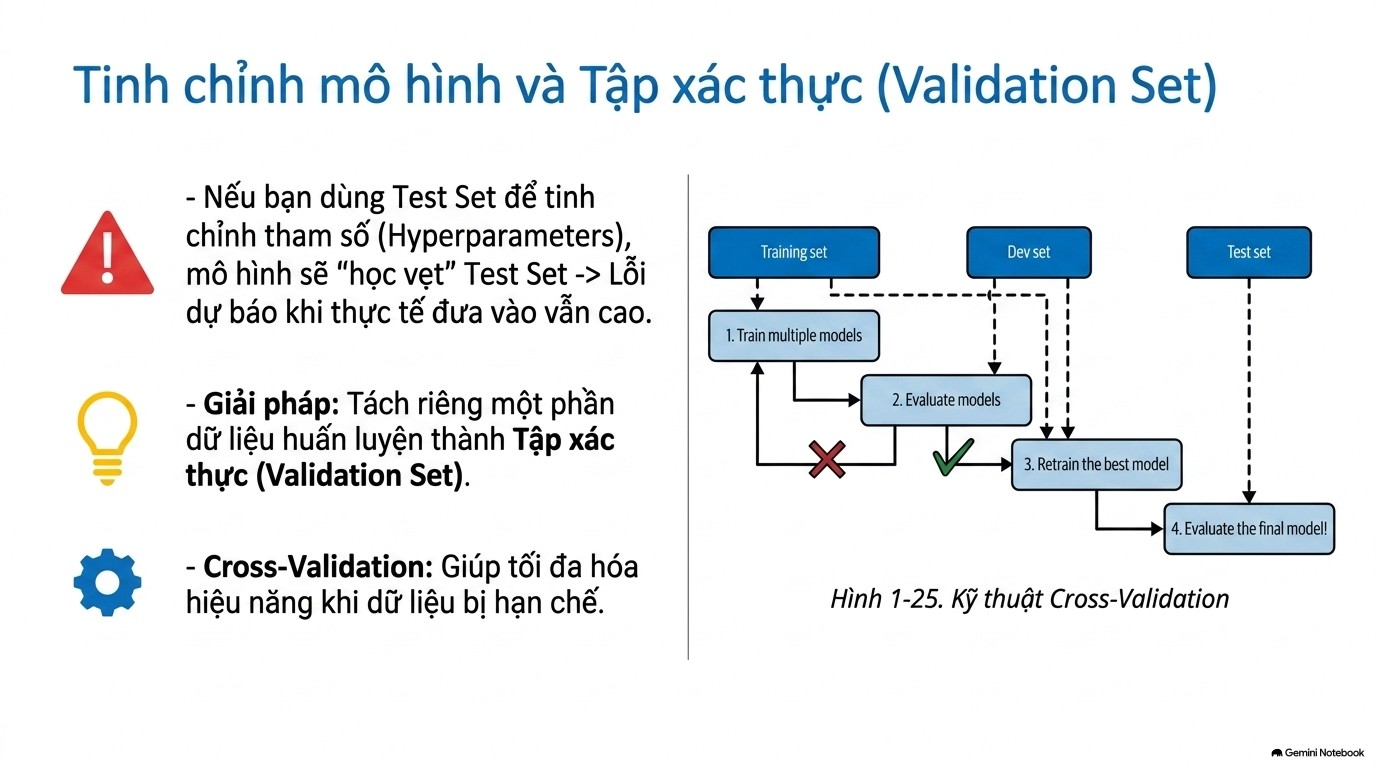 Tinh chỉnh mô hình và Tập xác thực (Validation Set)
- Nếu bạn dùng Test Set để tinh
chỉnh tham số (Hyperparameters),
mô hình sẽ “học vẹt” Test Set -> Lỗi
dự báo khi thực tế đưa vào vẫn cao.
- Giải pháp: Tách riêng một phần
dữ liệu huấn luyện thành Tập xác
thực (Validation Set).
- Cross-Validation: Giúp tối đa hóa
hiệu năng khi dữ liệu bị hạn chế.
Training set
Dev set
Test set
1. Train multiple models
2. Evaluate models
3. Retrain the best model
4. Evaluate the final model!
Hình 1-25. Kỹ thuật Cross-Validation
Gemini Notebook